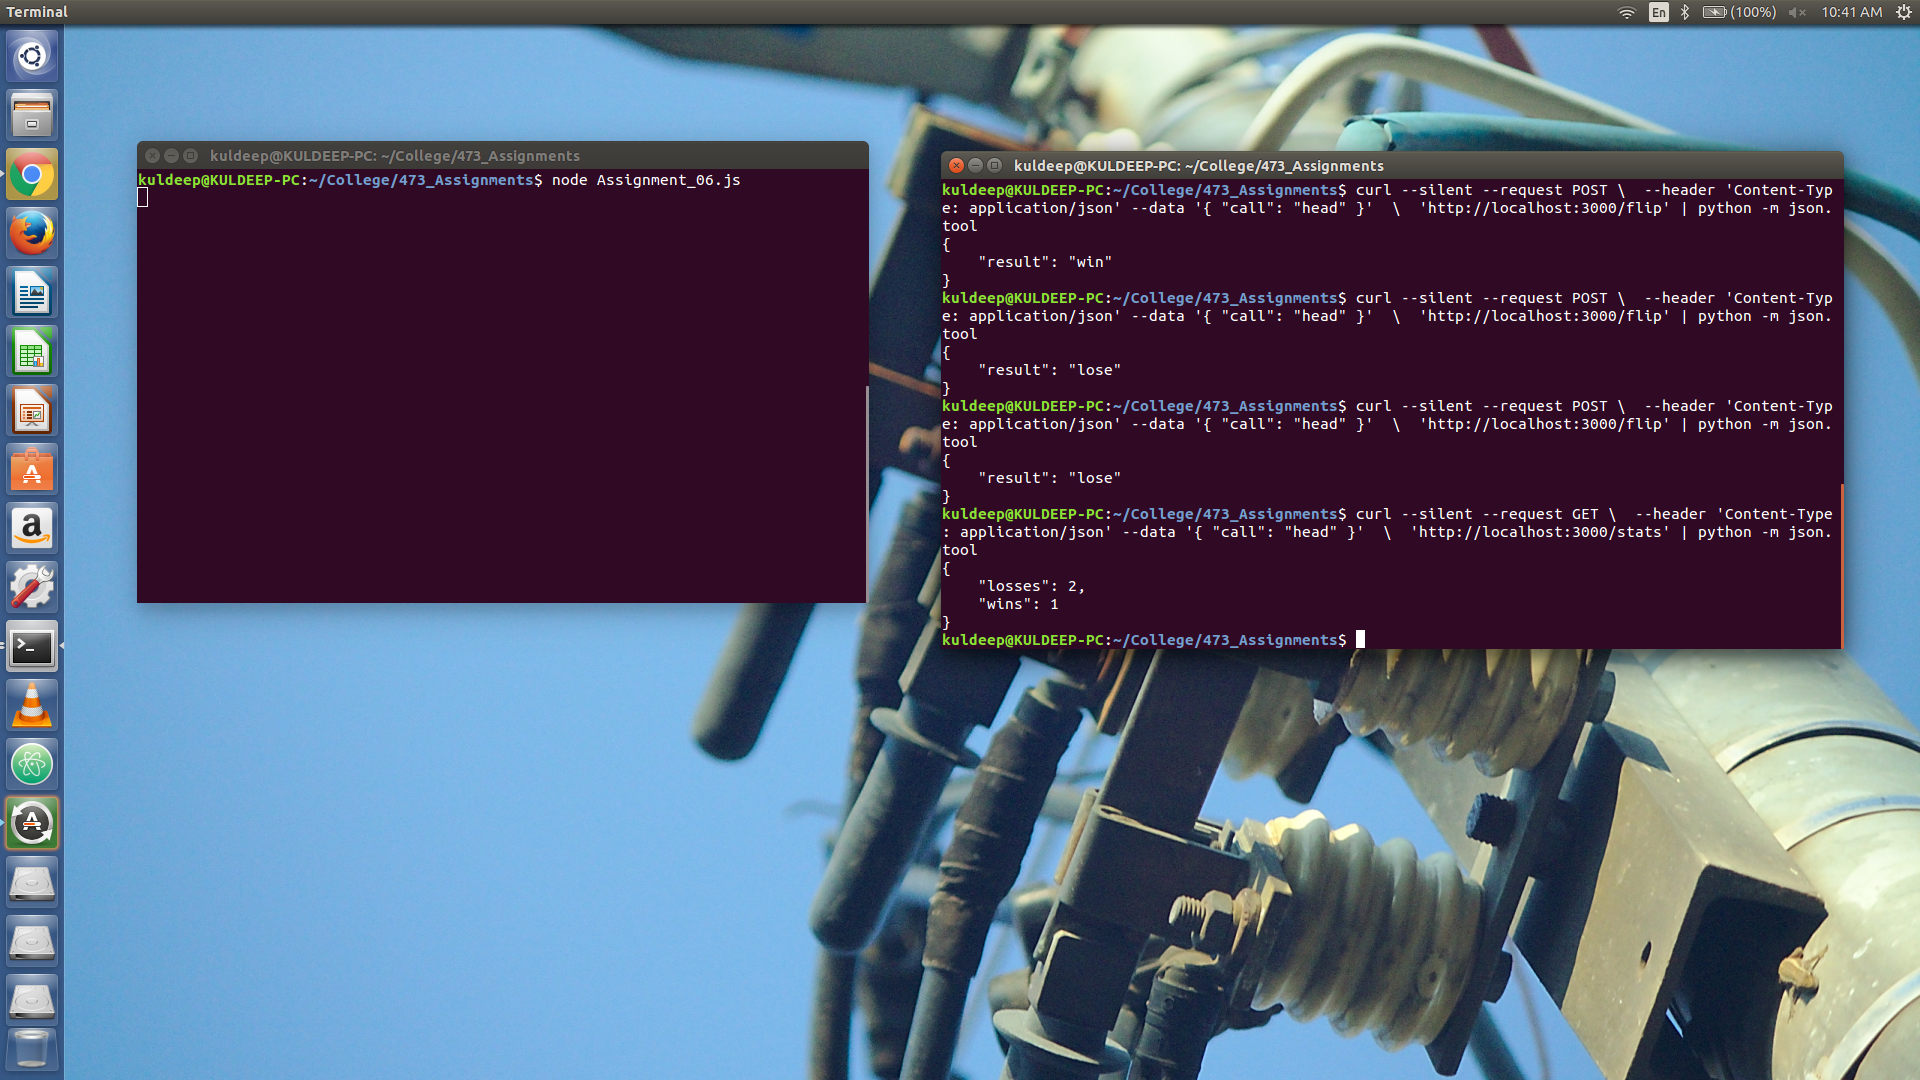 Terminal
En
(100%)
10:41 AM
kuldeep@KULDEEP-PC: ~/College/473_Assignments
kuldeep@KULDEEP-PC:~/College/473_Assignments$ node Assignment_06.js
kuldeep@KULDEEP-PC: ~/College/473_Assignments
kuldeep@KULDEEP-PC:~/College/473_Assignments$ curl --silent --request POST \  --header 'Content-Typ
e: application/json' --data '{ "call": "head" }'  \  'http://localhost:3000/flip' | python -m json.
tool
{
    "result": "win"
}
kuldeep@KULDEEP-PC:~/College/473_Assignments$ curl --silent --request POST \  --header 'Content-Typ
e: application/json' --data '{ "call": "head" }'  \  'http://localhost:3000/flip' | python -m json.
tool
{
    "result": "lose"
}
kuldeep@KULDEEP-PC:~/College/473_Assignments$ curl --silent --request POST \  --header 'Content-Typ
e: application/json' --data '{ "call": "head" }'  \  'http://localhost:3000/flip' | python -m json.
tool
{
    "result": "lose"
}
kuldeep@KULDEEP-PC:~/College/473_Assignments$ curl --silent --request GET \  --header 'Content-Type
: application/json' --data '{ "call": "head" }'  \  'http://localhost:3000/stats' | python -m json.
tool
{
    "losses": 2,
    "wins": 1
}
kuldeep@KULDEEP-PC:~/College/473_Assignments$